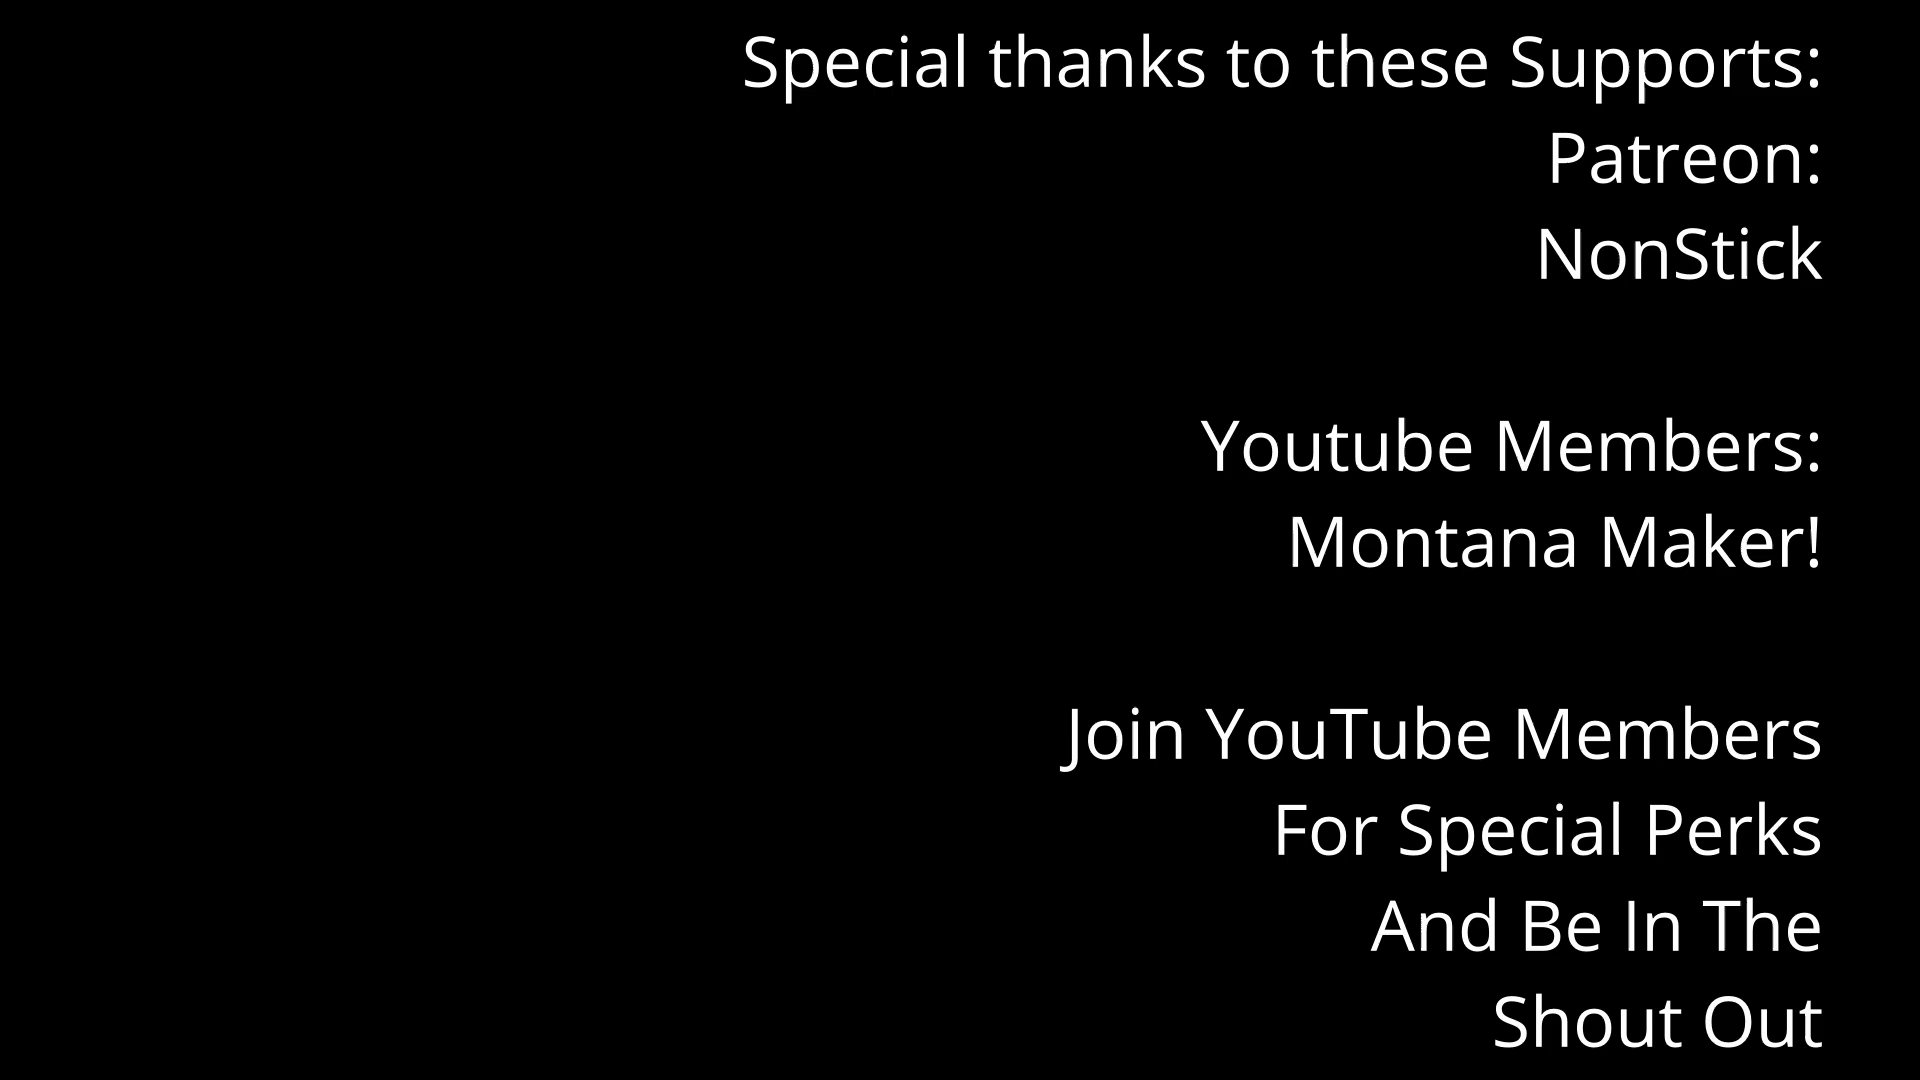 Special thanks to these Supports:
Patreon:
NonStick
Youtube Members:
Montana Maker!
Join YouTube Members
For Special Perks
And Be In The
Shout Out